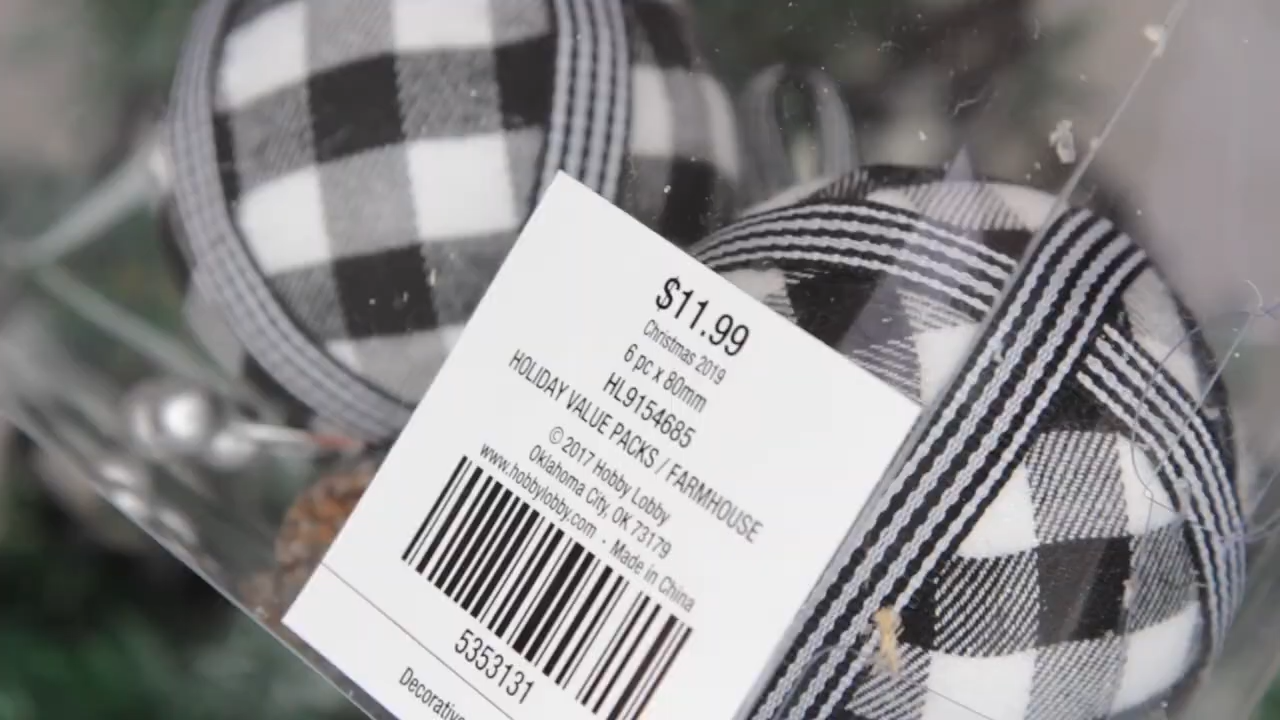 $11.99
Christmas 2019
6 pc x 80mm
HL9154685
HOLIDAY VALUE PACKS / FARMHOUSE
© 2017 Hobby Lobby
Oklahoma City, OK 73179
www.hobbylobby.com . Made in China
5353131
Decorative